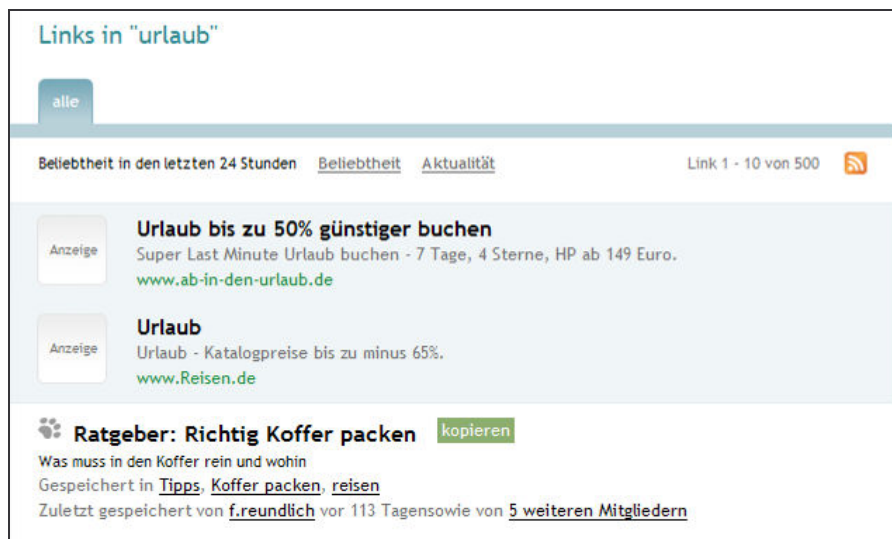 Links in "urlaub"
alle
Beliebtheit in den letzten 24 Stunden Beliebtheit Aktualität Link 1 - 10 von 500
Anzeige
Urlaub bis zu 50% günstiger buchen
Super Last Minute Urlaub buchen - 7 Tage, 4 Sterne, HP ab 149 Euro.
www.ab-in-den-urlaub.de
Anzeige
Urlaub
Urlaub - Katalogpreise bis zu minus 65%.
www.Reisen.de
Ratgeber: Richtig Koffer packen kopieren
Was muss in den Koffer rein und wohin
Gespeichert in Tipps, Koffer packen, reisen
Zuletzt gespeichert von f.reundlich vor 113 Tagensowie von 5 weiteren Mitgliedern